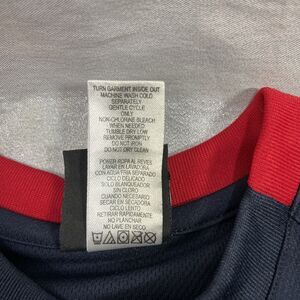 TURN GARMENT INSIDE OUT
MACHINE WASH COLD
SEPARATELY
GENTLE CYCLE
ONLY
NON-CHLORINE BLEACH
WHEN NEEDED
TUMBLE DRY LOW
REMOVE PROMPTLY
DO NOT IRON
DO NOT DRY CLEAN
PONER ROPA AL REVES
LAVAR EN LAVADORA
CON AGUA FRIA SEPARADO
CICLO DELICADO
SOLO BLANQUEADOR
SIN CLORO
CUANDO NECESARIO
SECAR EN SECADORA
CICLO LENTO
RETIRAR RAPIDAMENTE
NO PLANCHAR
NO LAVAR EN SECO